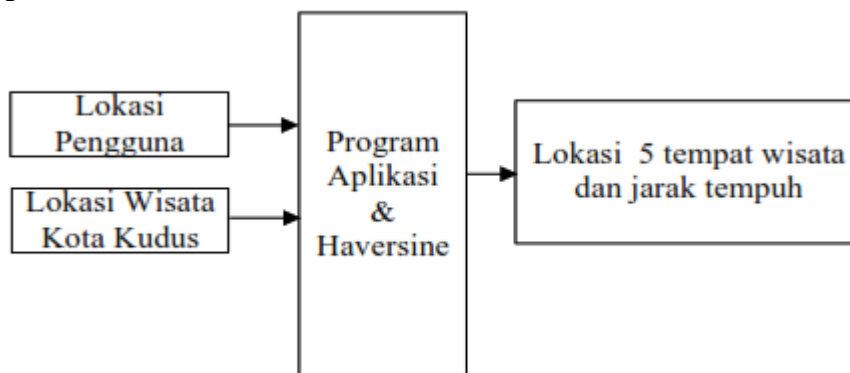 Lokasi
Pengguna
Lokasi Wisata
Kota Kudus
Program
Aplikasi
&
Haversine
Lokasi 5 tempat wisata
dan jarak tempuh